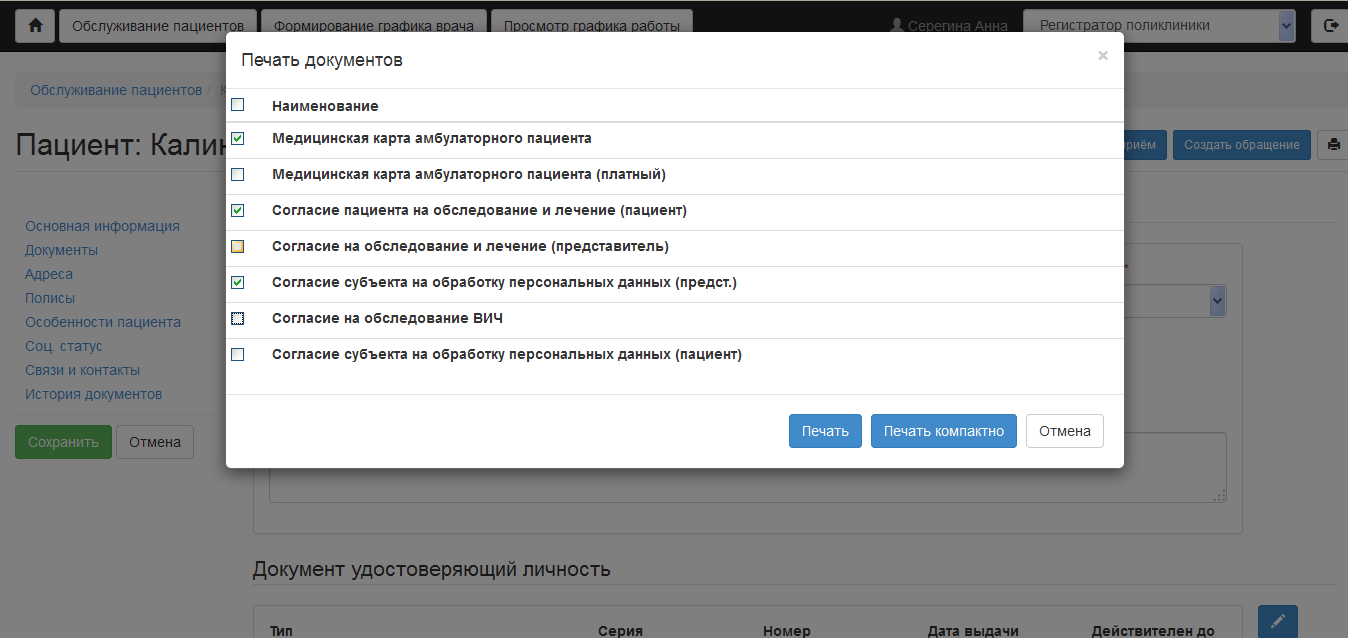 Обслуживание пациентов
Формирование графика врача
Просмотр графика работы
Серегина Анна
Регистратор поликлиники
Обслуживание пациентов /
Пациент: Калин
Создать обращение
Основная информация
Документы
Адреса
Полисы
Особенности пациента
Соц. статус
Связи и контакты
История документов
Сохранить
Отмена
Печать документов
×
Наименование
Медицинская карта амбулаторного пациента
Медицинская карта амбулаторного пациента (платный)
Согласие пациента на обследование и лечение (пациент)
Согласие на обследование и лечение (представитель)
Согласие субъекта на обработку персональных данных (предст.)
Согласие на обследование ВИЧ
Согласие субъекта на обработку персональных данных (пациент)
Печать
Печать компактно
Отмена
Документ удостоверяющий личность
Тип
Серия
Номер
Дата выдачи
Действителен до